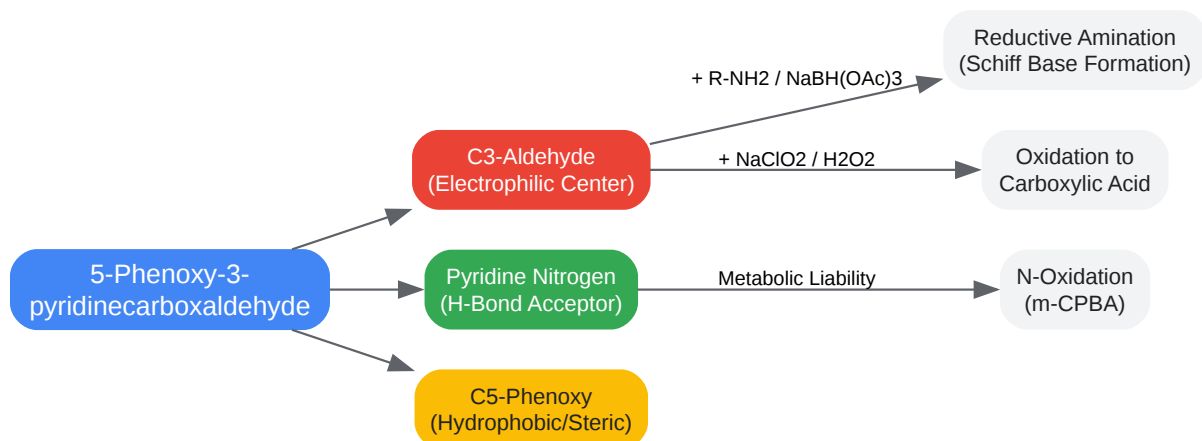 5-Phenoxy-3-
pyridinecarboxaldehyde
C3-Aldehyde
(Electrophilic Center)
Pyridine Nitrogen
(H-Bond Acceptor)
C5-Phenoxy
(Hydrophobic/Steric)
+ R-NH2 / NaBH(OAc)3
+ NaClO2 / H2O2
Metabolic Liability
Reductive Amination
(Schiff Base Formation)
Oxidation to
Carboxylic Acid
N-Oxidation
(m-CPBA)